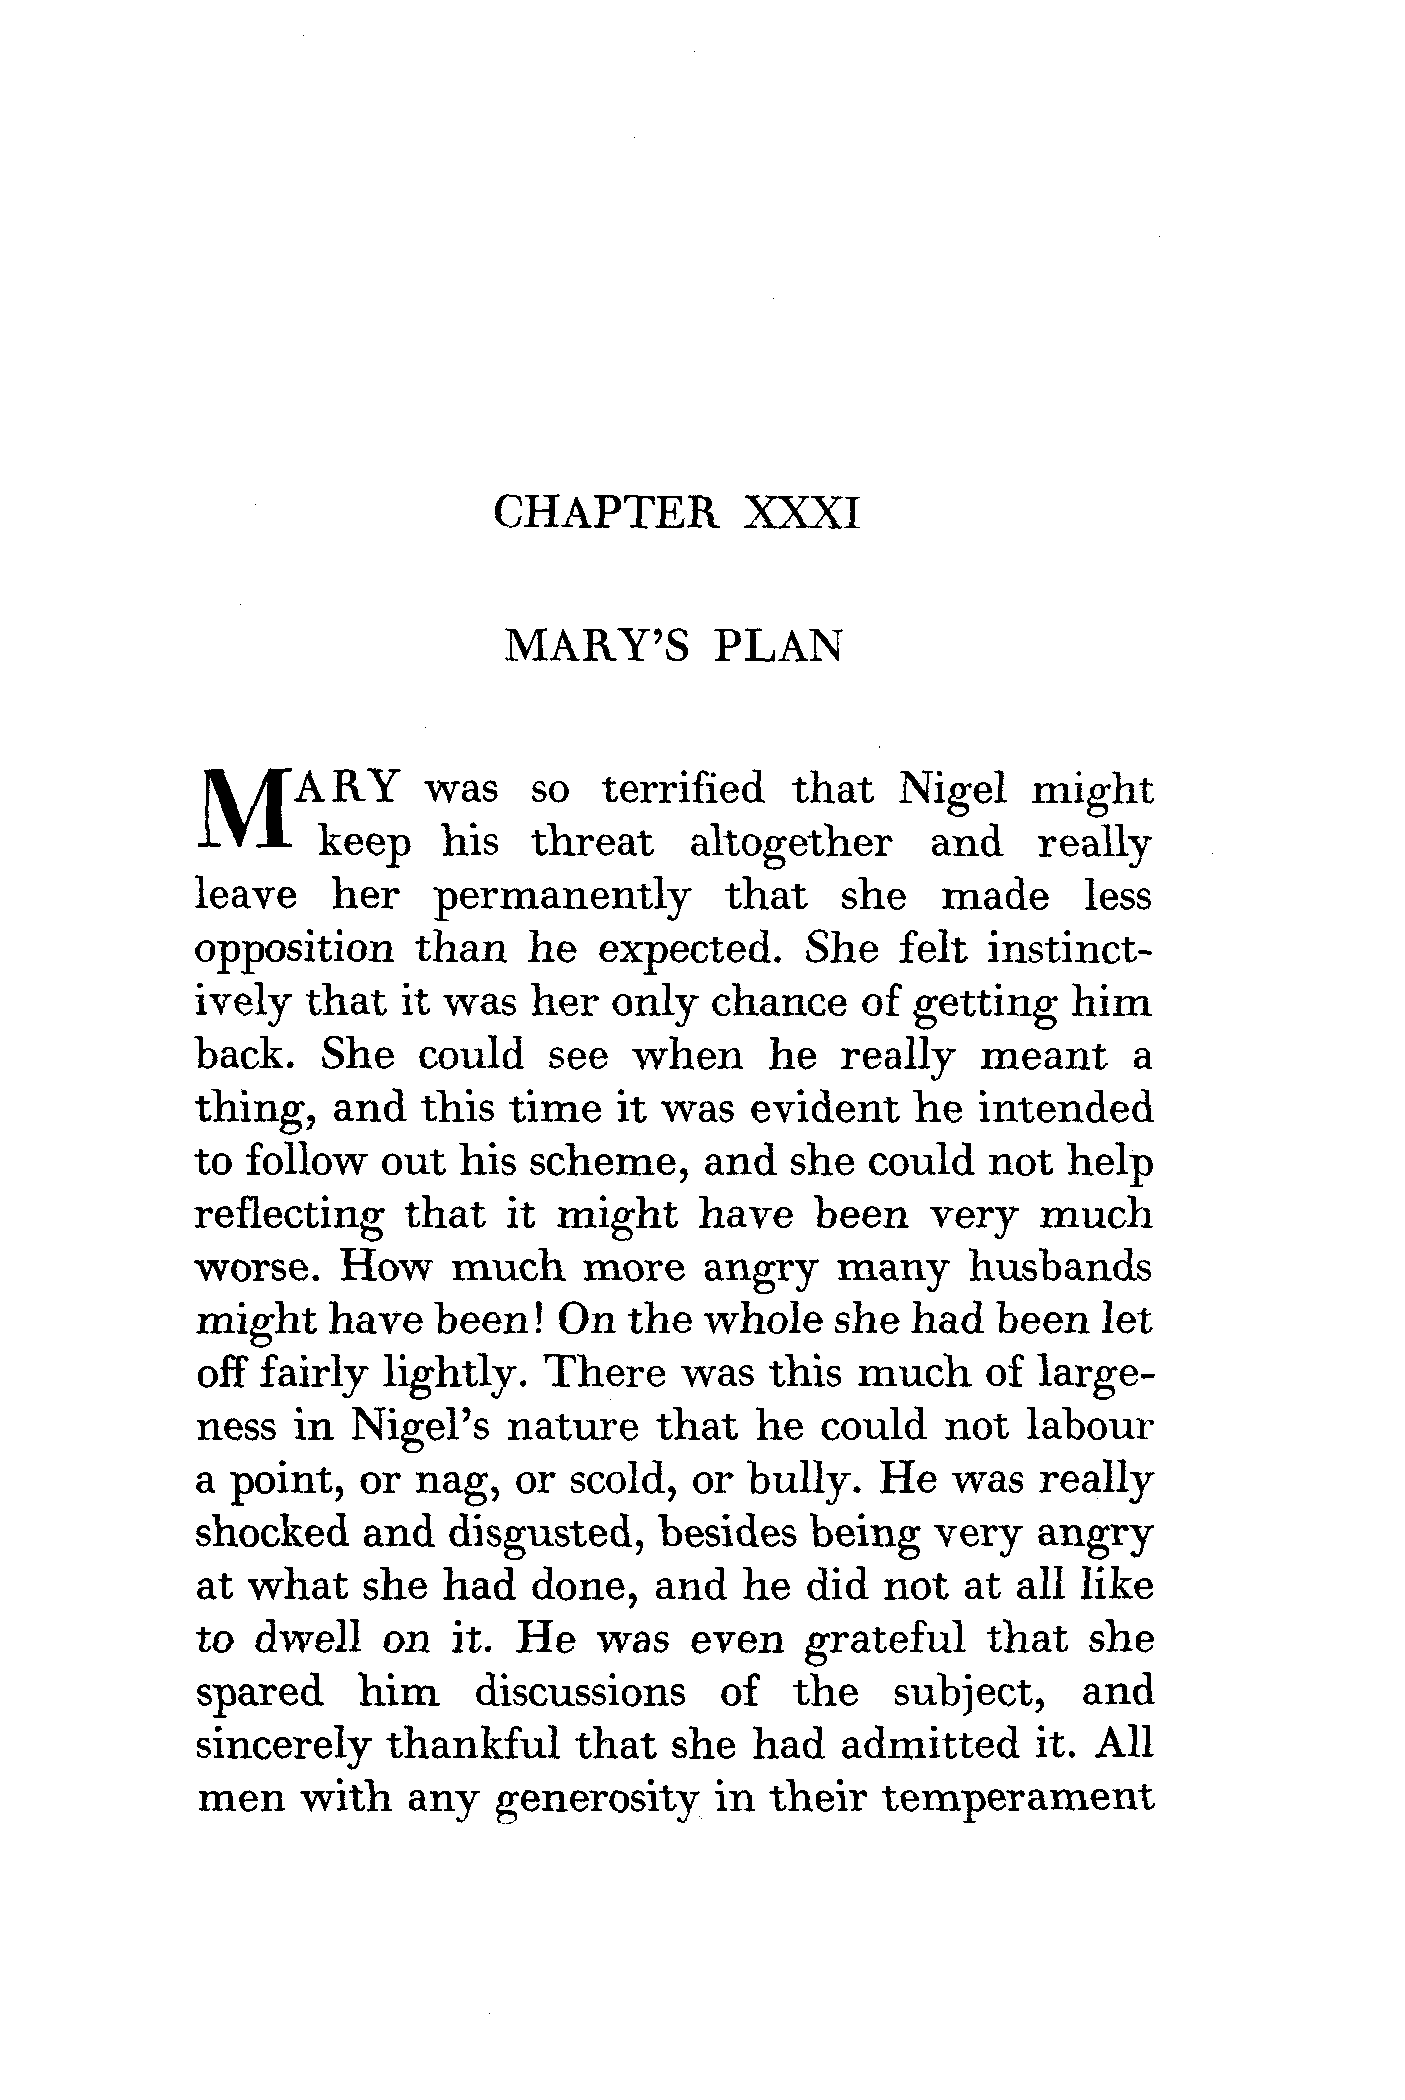 CHAPTER XXXI
MARY'S PLAN
MARY was so terrified that Nigel might
keep his threat altogether and really
leave her permanently that she made less
opposition than he expected. She felt instinct-
ively that it was her only chance of getting him
back. She could see when he really meant a
thing, and this time it was evident he intended
to follow out his scheme, and she could not help
reflecting that it might have been very much
worse. How much more angry many husbands
might have been! On the whole she had been let
off fairly lightly. There was this much of large-
ness in Nigel's nature that he could not labour
a point, or nag, or scold, or bully. He was really
shocked and disgusted, besides being very angry
at what she had done, and he did not at all like
to dwell on it. He was even grateful that she
spared him discussions of the subject, and
sincerely thankful that she had admitted it. All
men with any generosity in their temperament